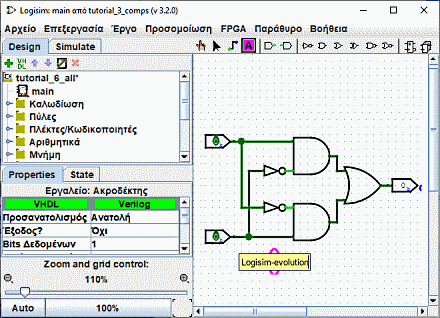 Logisim: main από tutorial_3_comps (v 3.2.0)
Αρχείο Επεξεργασία Έργο Προσομοίωση FPGA Παράθυρο Βοήθεια
Design Simulate
VH
DL
A
tutorial_6_all*
main
Καλωδίωση
Πύλες
Πλέκτες/Κωδικοποιητές
Αριθμητικά
Μνήμη
Properties State
Εργαλείο: Ακροδέκτης
VHDL Verilog
Προσανατολισμός Ανατολή
Έξοδος? Όχι
Bits Δεδομένων 1
Zoom and grid control:
110%
Auto 100%
0
0
0
Logisim-evolution